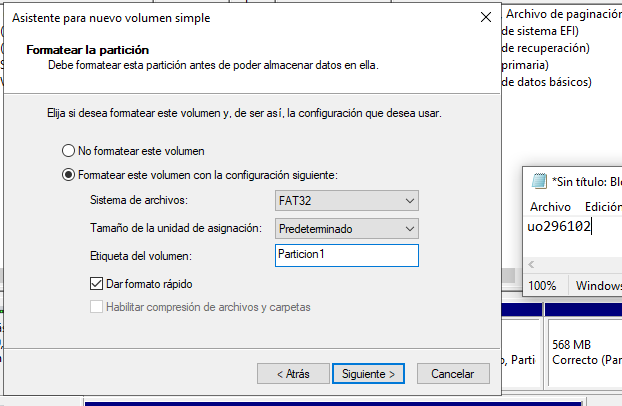 Asistente para nuevo volumen simple
Formatear la partición
Debe formatear esta partición antes de poder almacenar datos en ella.
Elija si desea formatear este volumen y, de ser así, la configuración que desea usar.
No formatear este volumen
Formatear este volumen con la configuración siguiente:
Sistema de archivos: FAT32
Tamaño de la unidad de asignación: Predeterminado
Etiqueta del volumen: Particion1
Dar formato rápido
Habilitar compresión de archivos y carpetas
< Atrás Siguiente > Cancelar
, Archivo de paginació
de sistema EFI)
de recuperación)
primaria)
de datos básicos)
*Sin título: Bl
Archivo Edición
uo296102
100% Windows
o, Parti
568 MB
Correcto (Par